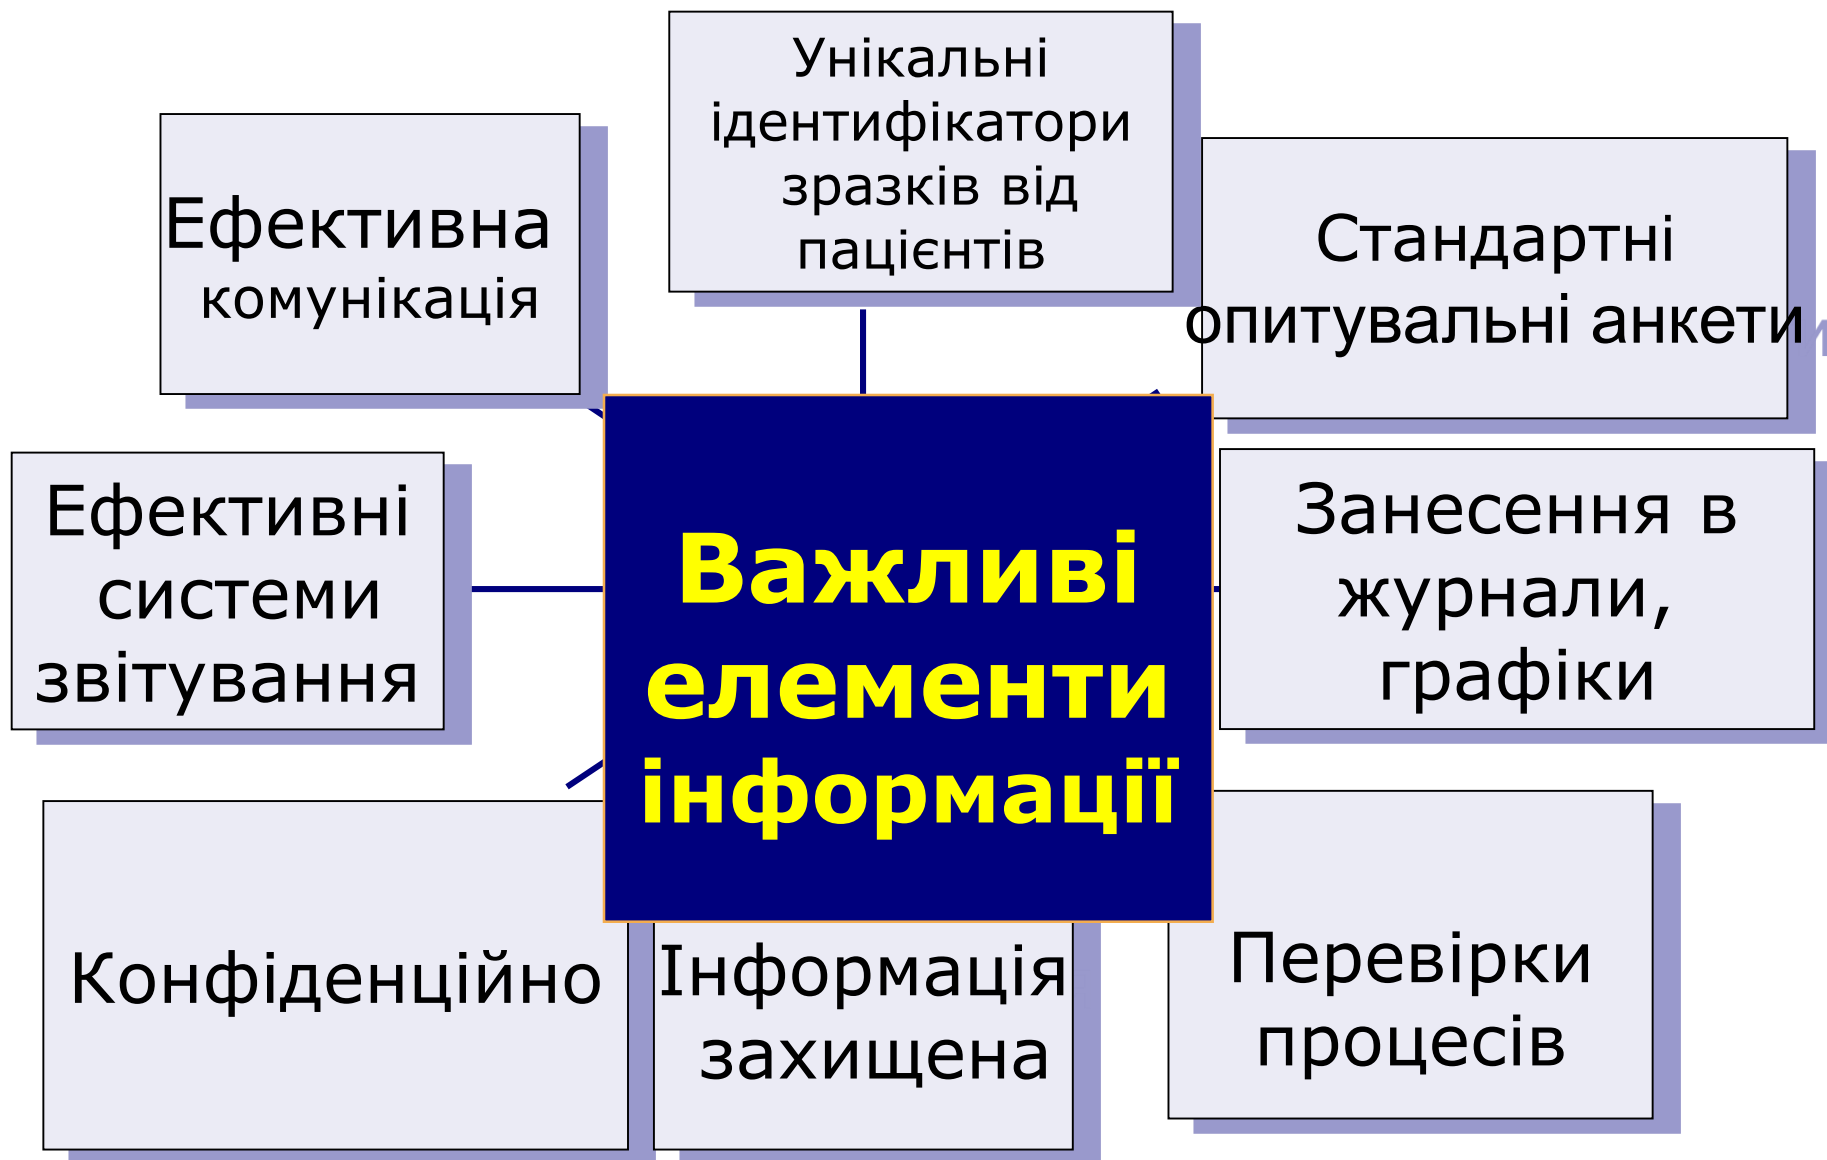 Унікальні
ідентифікатори
зразків від
пацієнтів
Ефективна
комунікація
Стандартні
опитувальні анкети
Ефективні
системи
звітування
Важливі
елементи
інформації
Занесення в
журнали,
графіки
Конфіденційно
Інформація
захищена
Перевірки
процесів